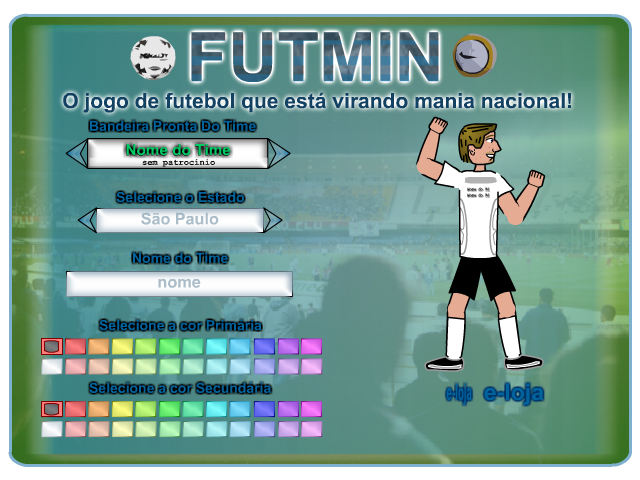 FUTMIN
O jogo de futebol que está virando mania nacional!
Bandeira Pronta Do Time
Nome do Time
sem patrocinio
Selecione o Estado
São Paulo
Nome do Time
nome
Selecione a cor Primária
Selecione a cor Secundária
e-loja e-loja